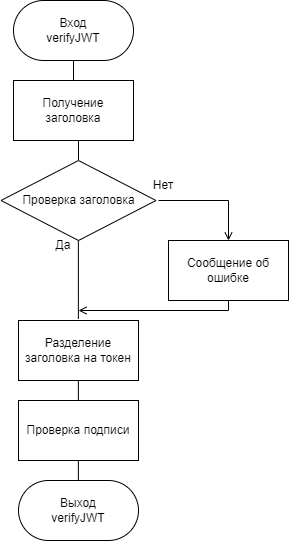 Вход
verifyJWT
Получение
заголовка
Проверка заголовка
Нет
Да
Сообщение об
ошибке
Разделение
заголовка на токен
Проверка подписи
Выход
verifyJWT